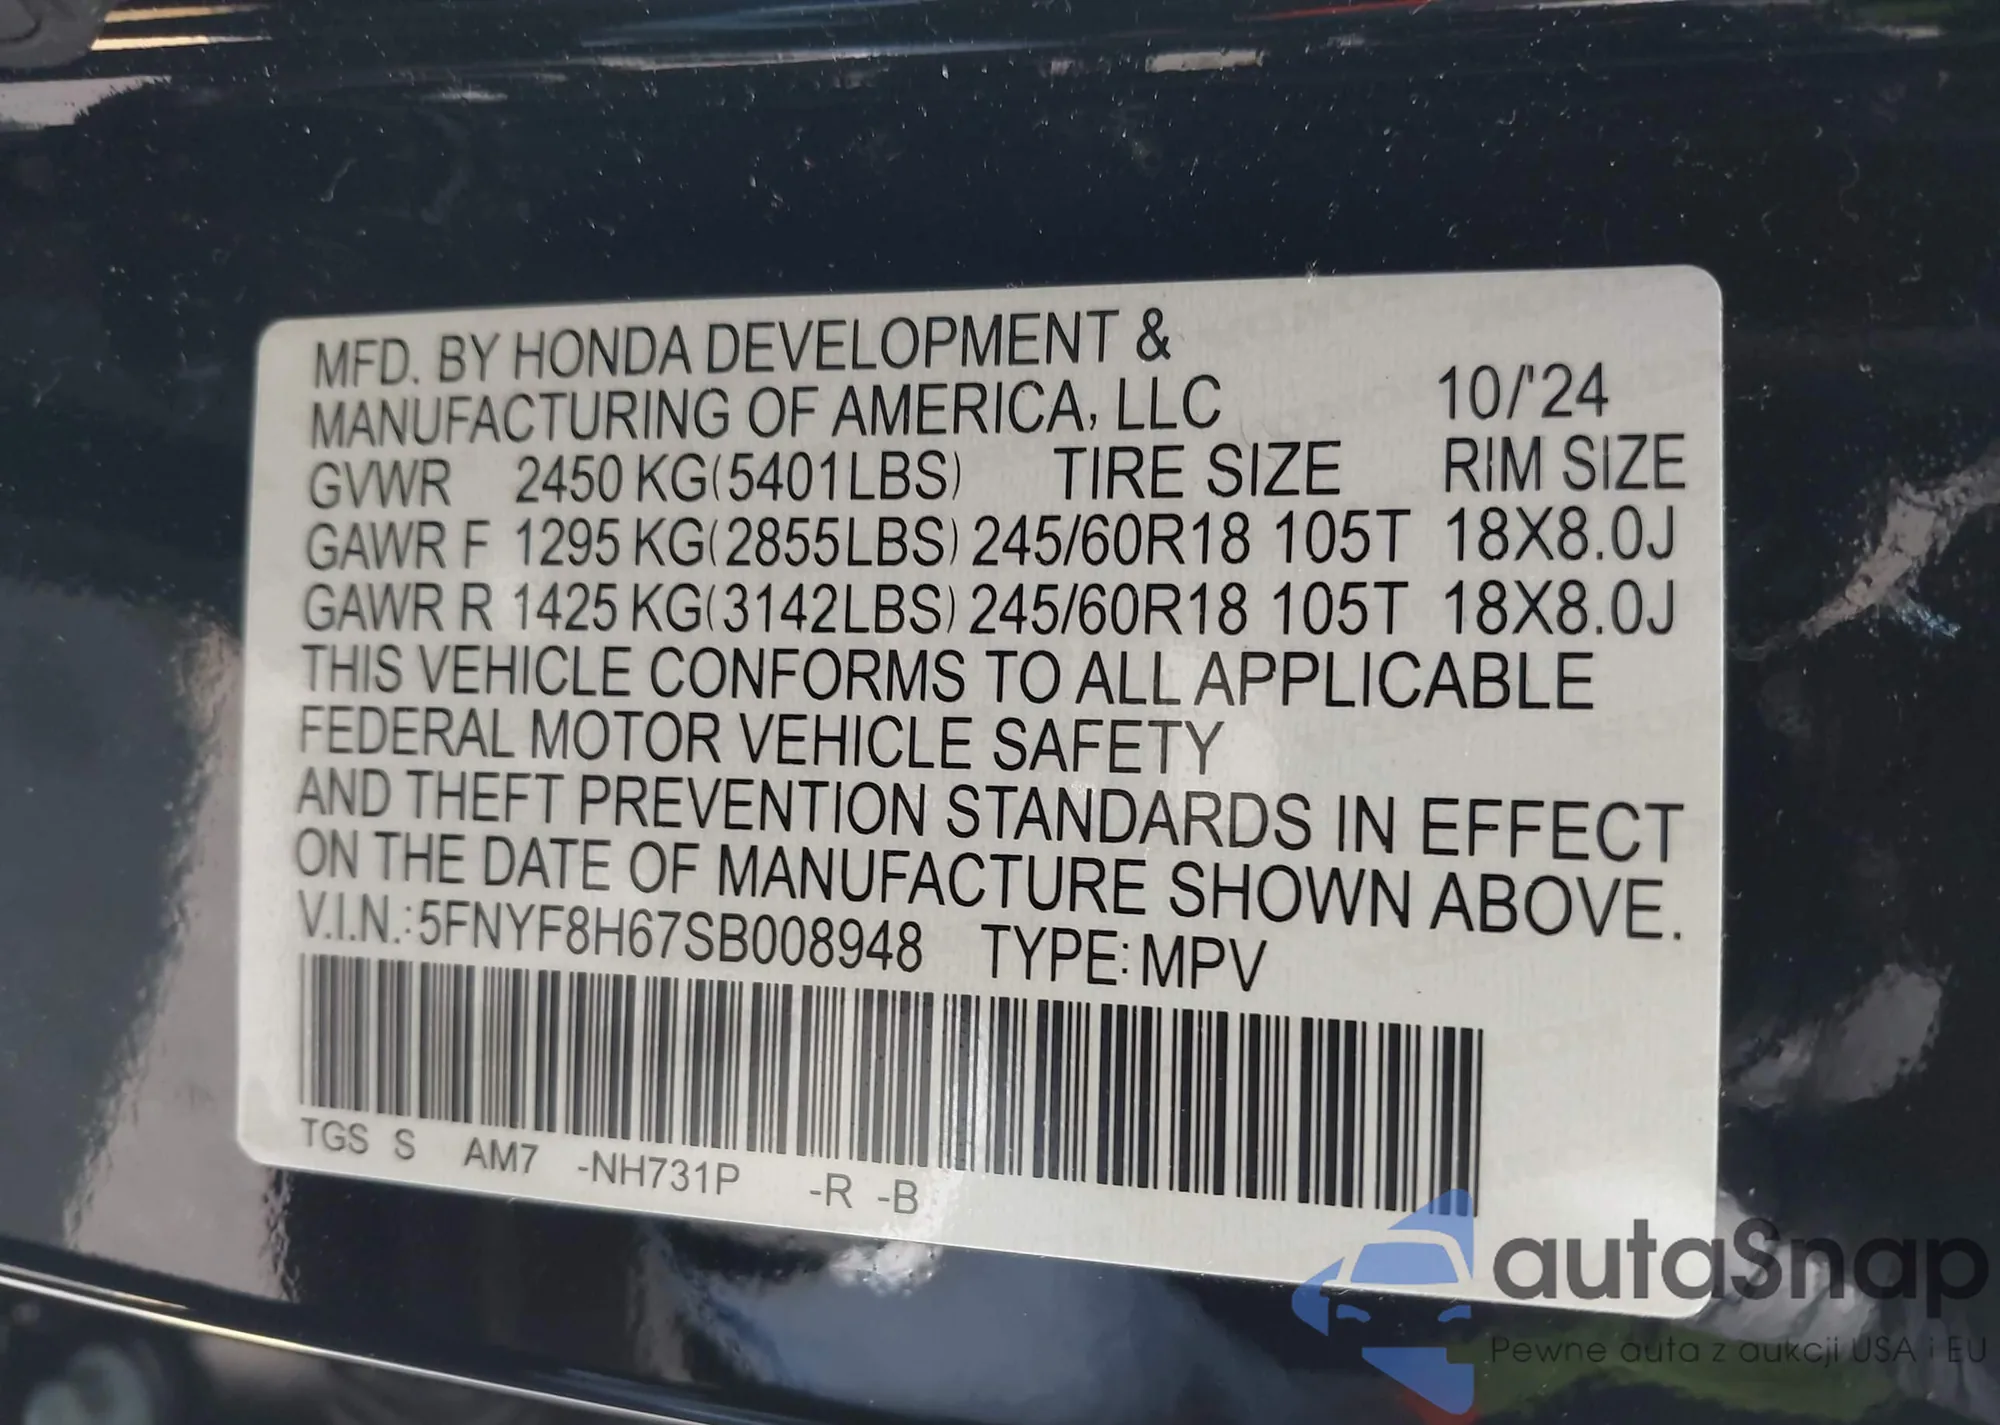 MFD. BY HONDA DEVELOPMENT &
MANUFACTURING OF AMERICA, LLC 10/'24
GVWR 2450 KG(5401LBS) TIRE SIZE RIM SIZE
GAWR F 1295 KG(2855LBS) 245/60R18 105T 18X8.0J
GAWR R 1425 KG(3142LBS) 245/60R18 105T 18X8.0J
THIS VEHICLE CONFORMS TO ALL APPLICABLE
FEDERAL MOTOR VEHICLE SAFETY
AND THEFT PREVENTION STANDARDS IN EFFECT
ON THE DATE OF MANUFACTURE SHOWN ABOVE.
V.I.N.:5FNYF8H67SB008948 TYPE:MPV
TGS S AM7 -NH731P -R -B
autaSnap
Pewne auta z aukcji USA i EU